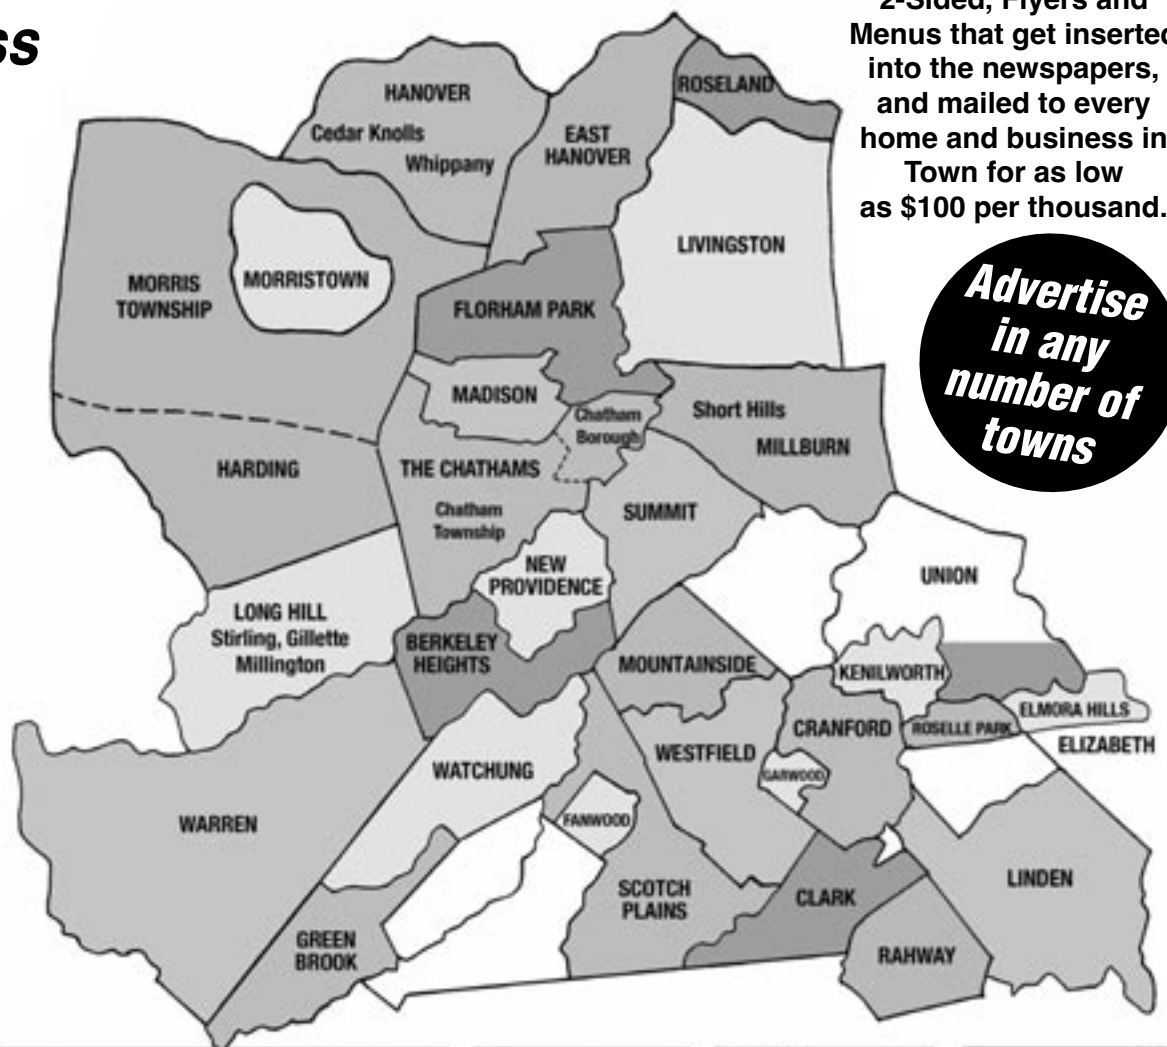 2-Sided, Flyers and
Menus that get inserted
into the newspapers,
and mailed to every
home and business in
Town for as low
as $100 per thousand.
Advertise
in any
number of
towns
HANOVER
Cedar Knolls
Whippany
EAST
HANOVER
ROSELAND
LIVINGSTON
MORRIS
TOWNSHIP
MORRISTOWN
FLORHAM PARK
MADISON
Chatham
Borough
Short Hills
MILLBURN
HARDING
THE CHATHAMS
Chatham
Township
SUMMIT
NEW
PROVIDENCE
UNION
LONG HILL
Stirling, Gillette
Millington
BERKELEY
HEIGHTS
MOUNTAINSIDE
KENILWORTH
CRANFORD
ROSELLE PARK
ELMORA HILLS
ELIZABETH
WESTFIELD
GARWOOD
WATCHUNG
WARREN
FANWOOD
SCOTCH
PLAINS
CLARK
LINDEN
GREEN
BROOK
RAHWAY